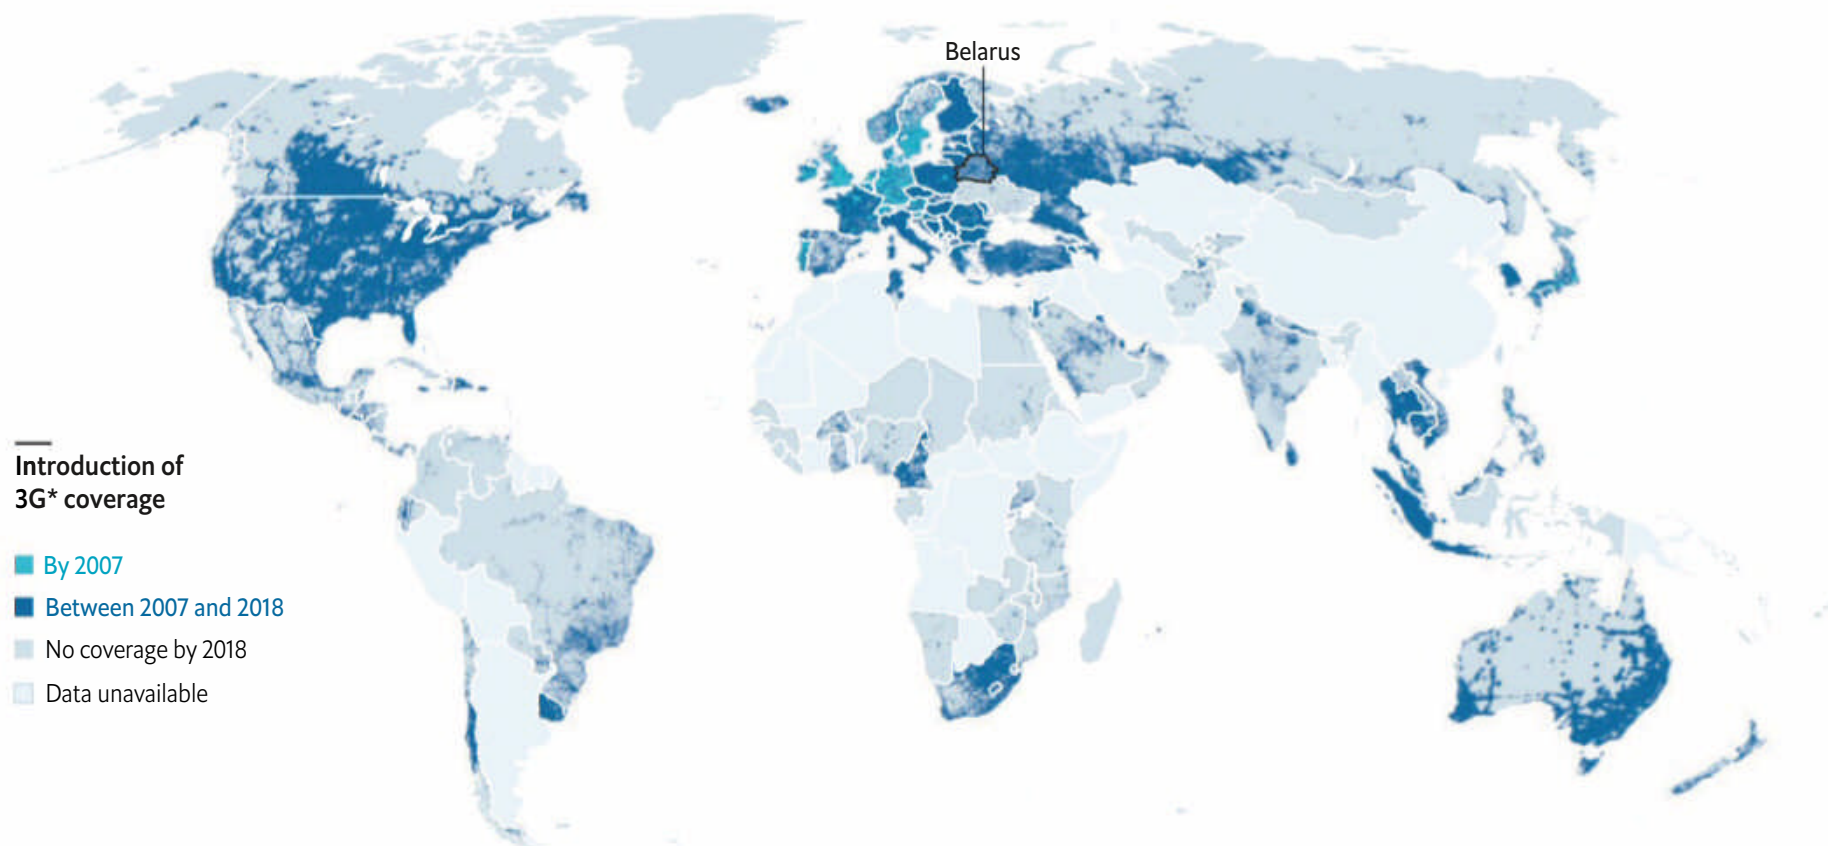 Belarus
Introduction of
3G* coverage
By 2007
Between 2007 and 2018
No coverage by 2018
Data unavailable